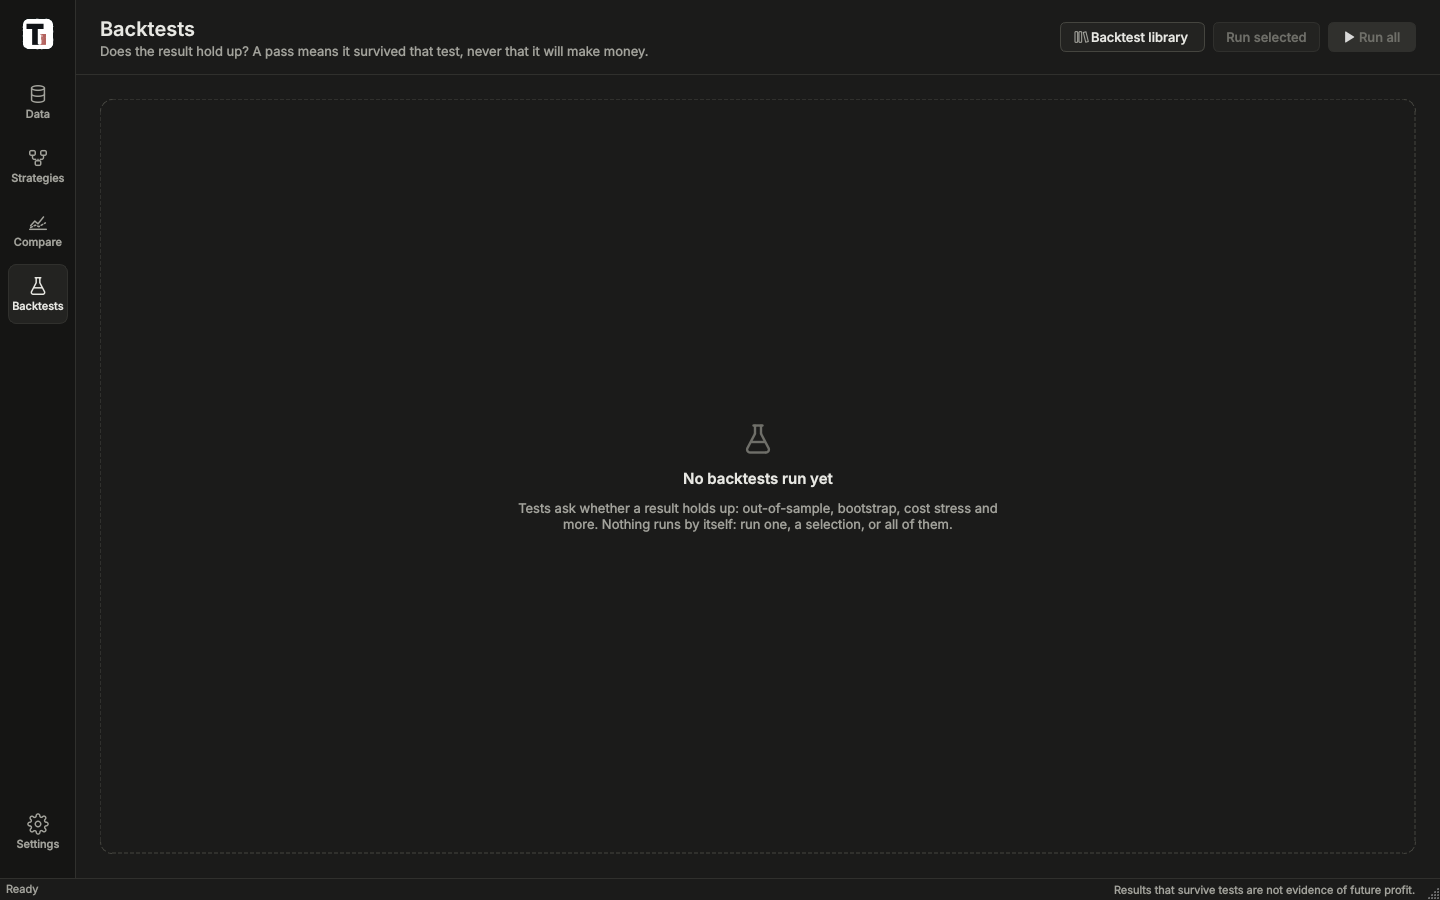 Backtests
Does the result hold up? A pass means it survived that test, never that it will make money.
Backtest library
Run selected
Run all
Data
Strategies
Compare
Backtests
No backtests run yet
Tests ask whether a result holds up: out-of-sample, bootstrap, cost stress and
more. Nothing runs by itself: run one, a selection, or all of them.
Settings
Ready
Results that survive tests are not evidence of future profit.